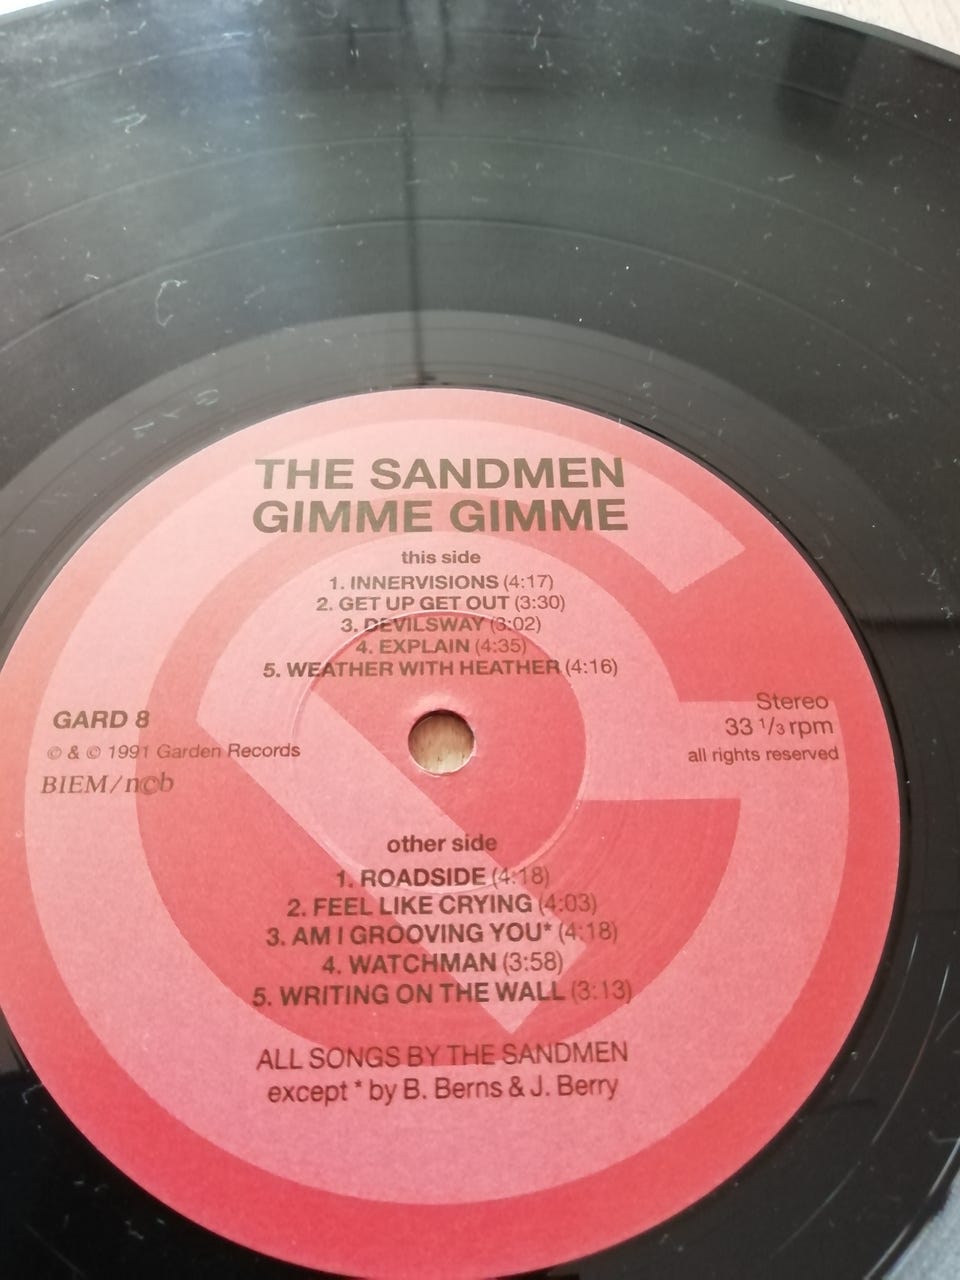 THE SANDMEN
GIMME GIMME
this side
1. INNERVISIONS (4:17)
2. GET UP GET OUT (3:30)
3. DEVILSWAY (3:02)
4. EXPLAIN (4:35)
5. WEATHER WITH HEATHER (4:16)
GARD 8
© & © 1991 Garden Records
BIEM/n©b
Stereo
33 1/3 rpm
all rights reserved
other side
1. ROADSIDE (4:18)
2. FEEL LIKE CRYING (4:03)
3. AM I GROOVING YOU* (4:18)
4. WATCHMAN (3:58)
5. WRITING ON THE WALL (3:13)
ALL SONGS BY THE SANDMEN
except * by B. Berns & J. Berry